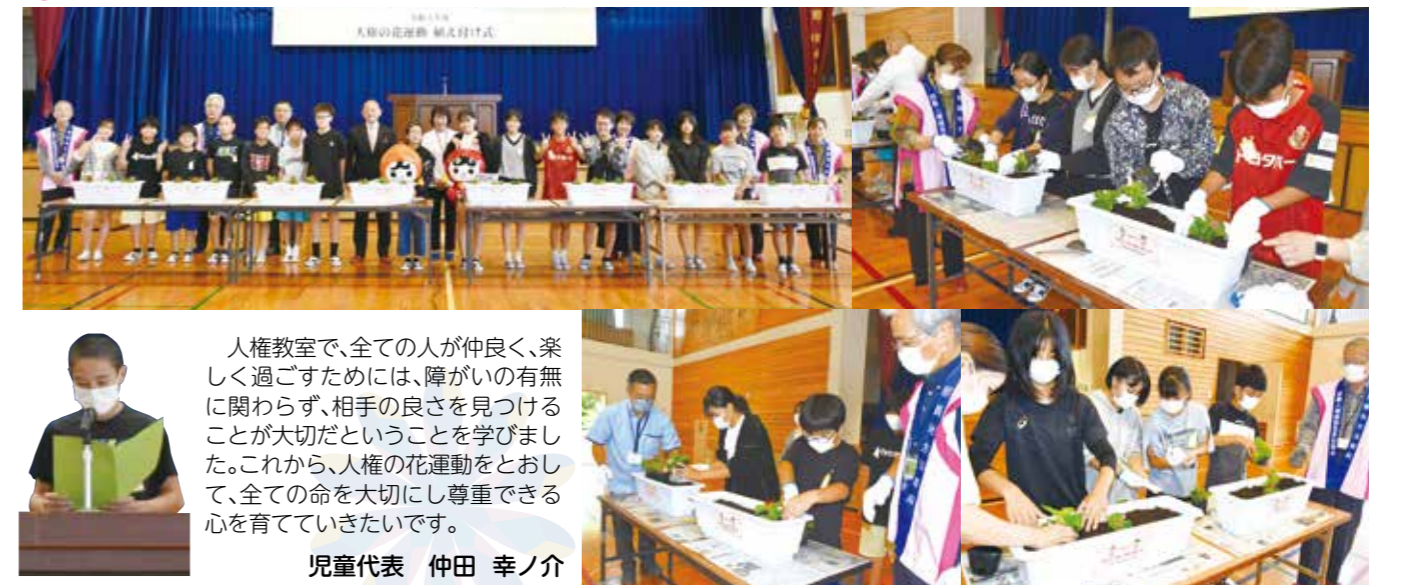 人権の花運動 植え付け式
人権教室で、全ての人が仲良く、楽
しく過ごすためには、障がいの有無
に関わらず、相手の良さを見つける
ことが大切だということを学びまし
た。これから、人権の花運動をとおし
て、全ての命を大切にし尊重できる
心を育てていきたいです。
児童代表　仲田　幸ノ介